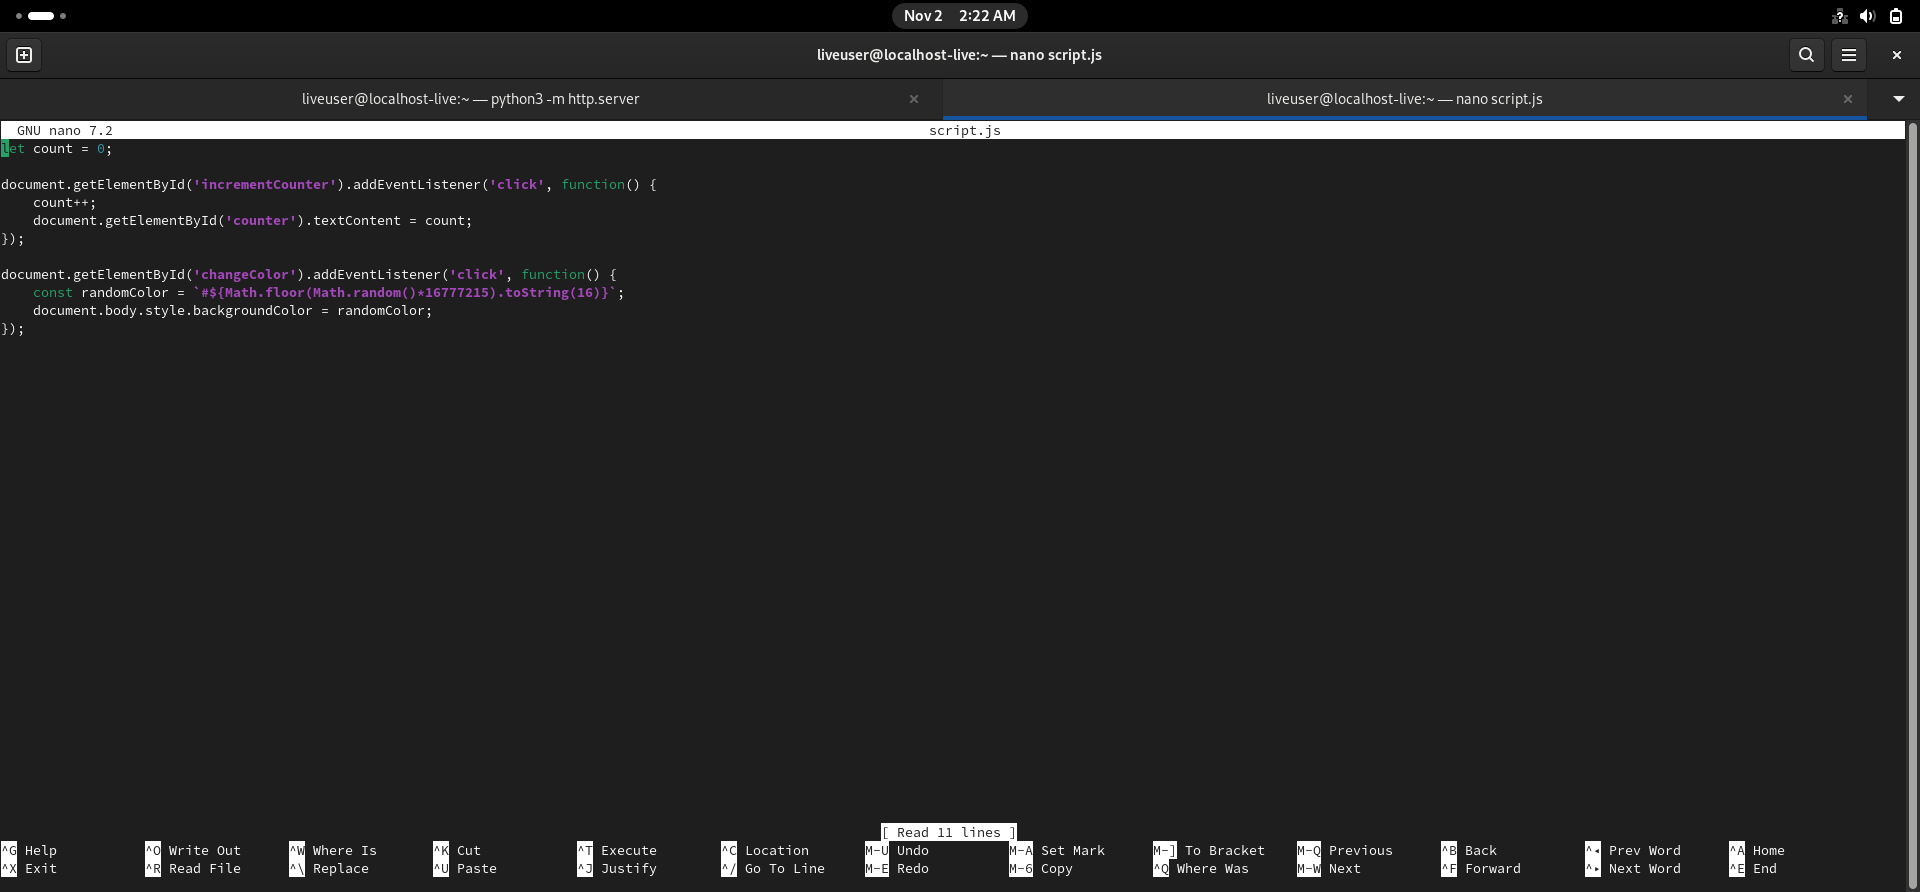 Nov 2 2:22 AM
liveuser@localhost-live:~ — nano script.js
liveuser@localhost-live:~ — python3 -m http.server
liveuser@localhost-live:~ — nano script.js
GNU nano 7.2 script.js
let count = 0;
document.getElementById('incrementCounter').addEventListener('click', function() {
    count++;
    document.getElementById('counter').textContent = count;
});
document.getElementById('changeColor').addEventListener('click', function() {
    const randomColor = `#${Math.floor(Math.random()*16777215).toString(16)}`;
    document.body.style.backgroundColor = randomColor;
});
[ Read 11 lines ]
^G Help ^O Write Out ^W Where Is ^K Cut ^T Execute ^C Location M-U Undo M-A Set Mark M-] To Bracket M-Q Previous ^B Back ^◂ Prev Word ^A Home
^X Exit ^R Read File ^\ Replace ^U Paste ^J Justify ^/ Go To Line M-E Redo M-6 Copy ^Q Where Was M-W Next ^F Forward ^▸ Next Word ^E End